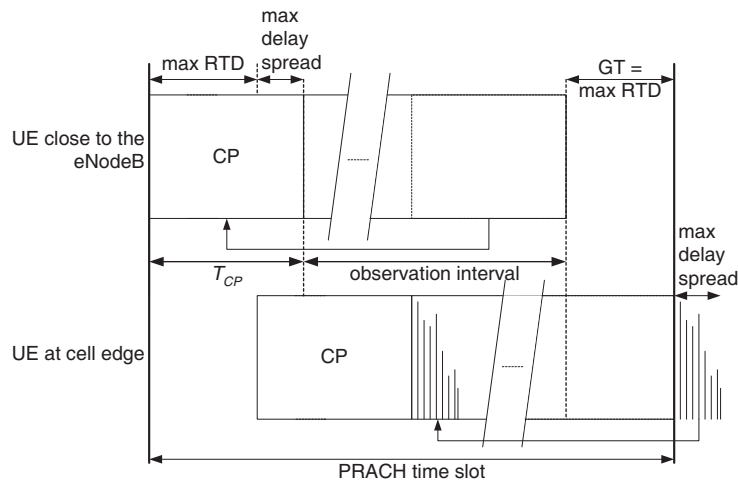 max
delay
spread
max RTD
GT =
max RTD
UE close to the
eNodeB
CP
max
delay
spread
T_CP
observation interval
UE at cell edge
CP
PRACH time slot